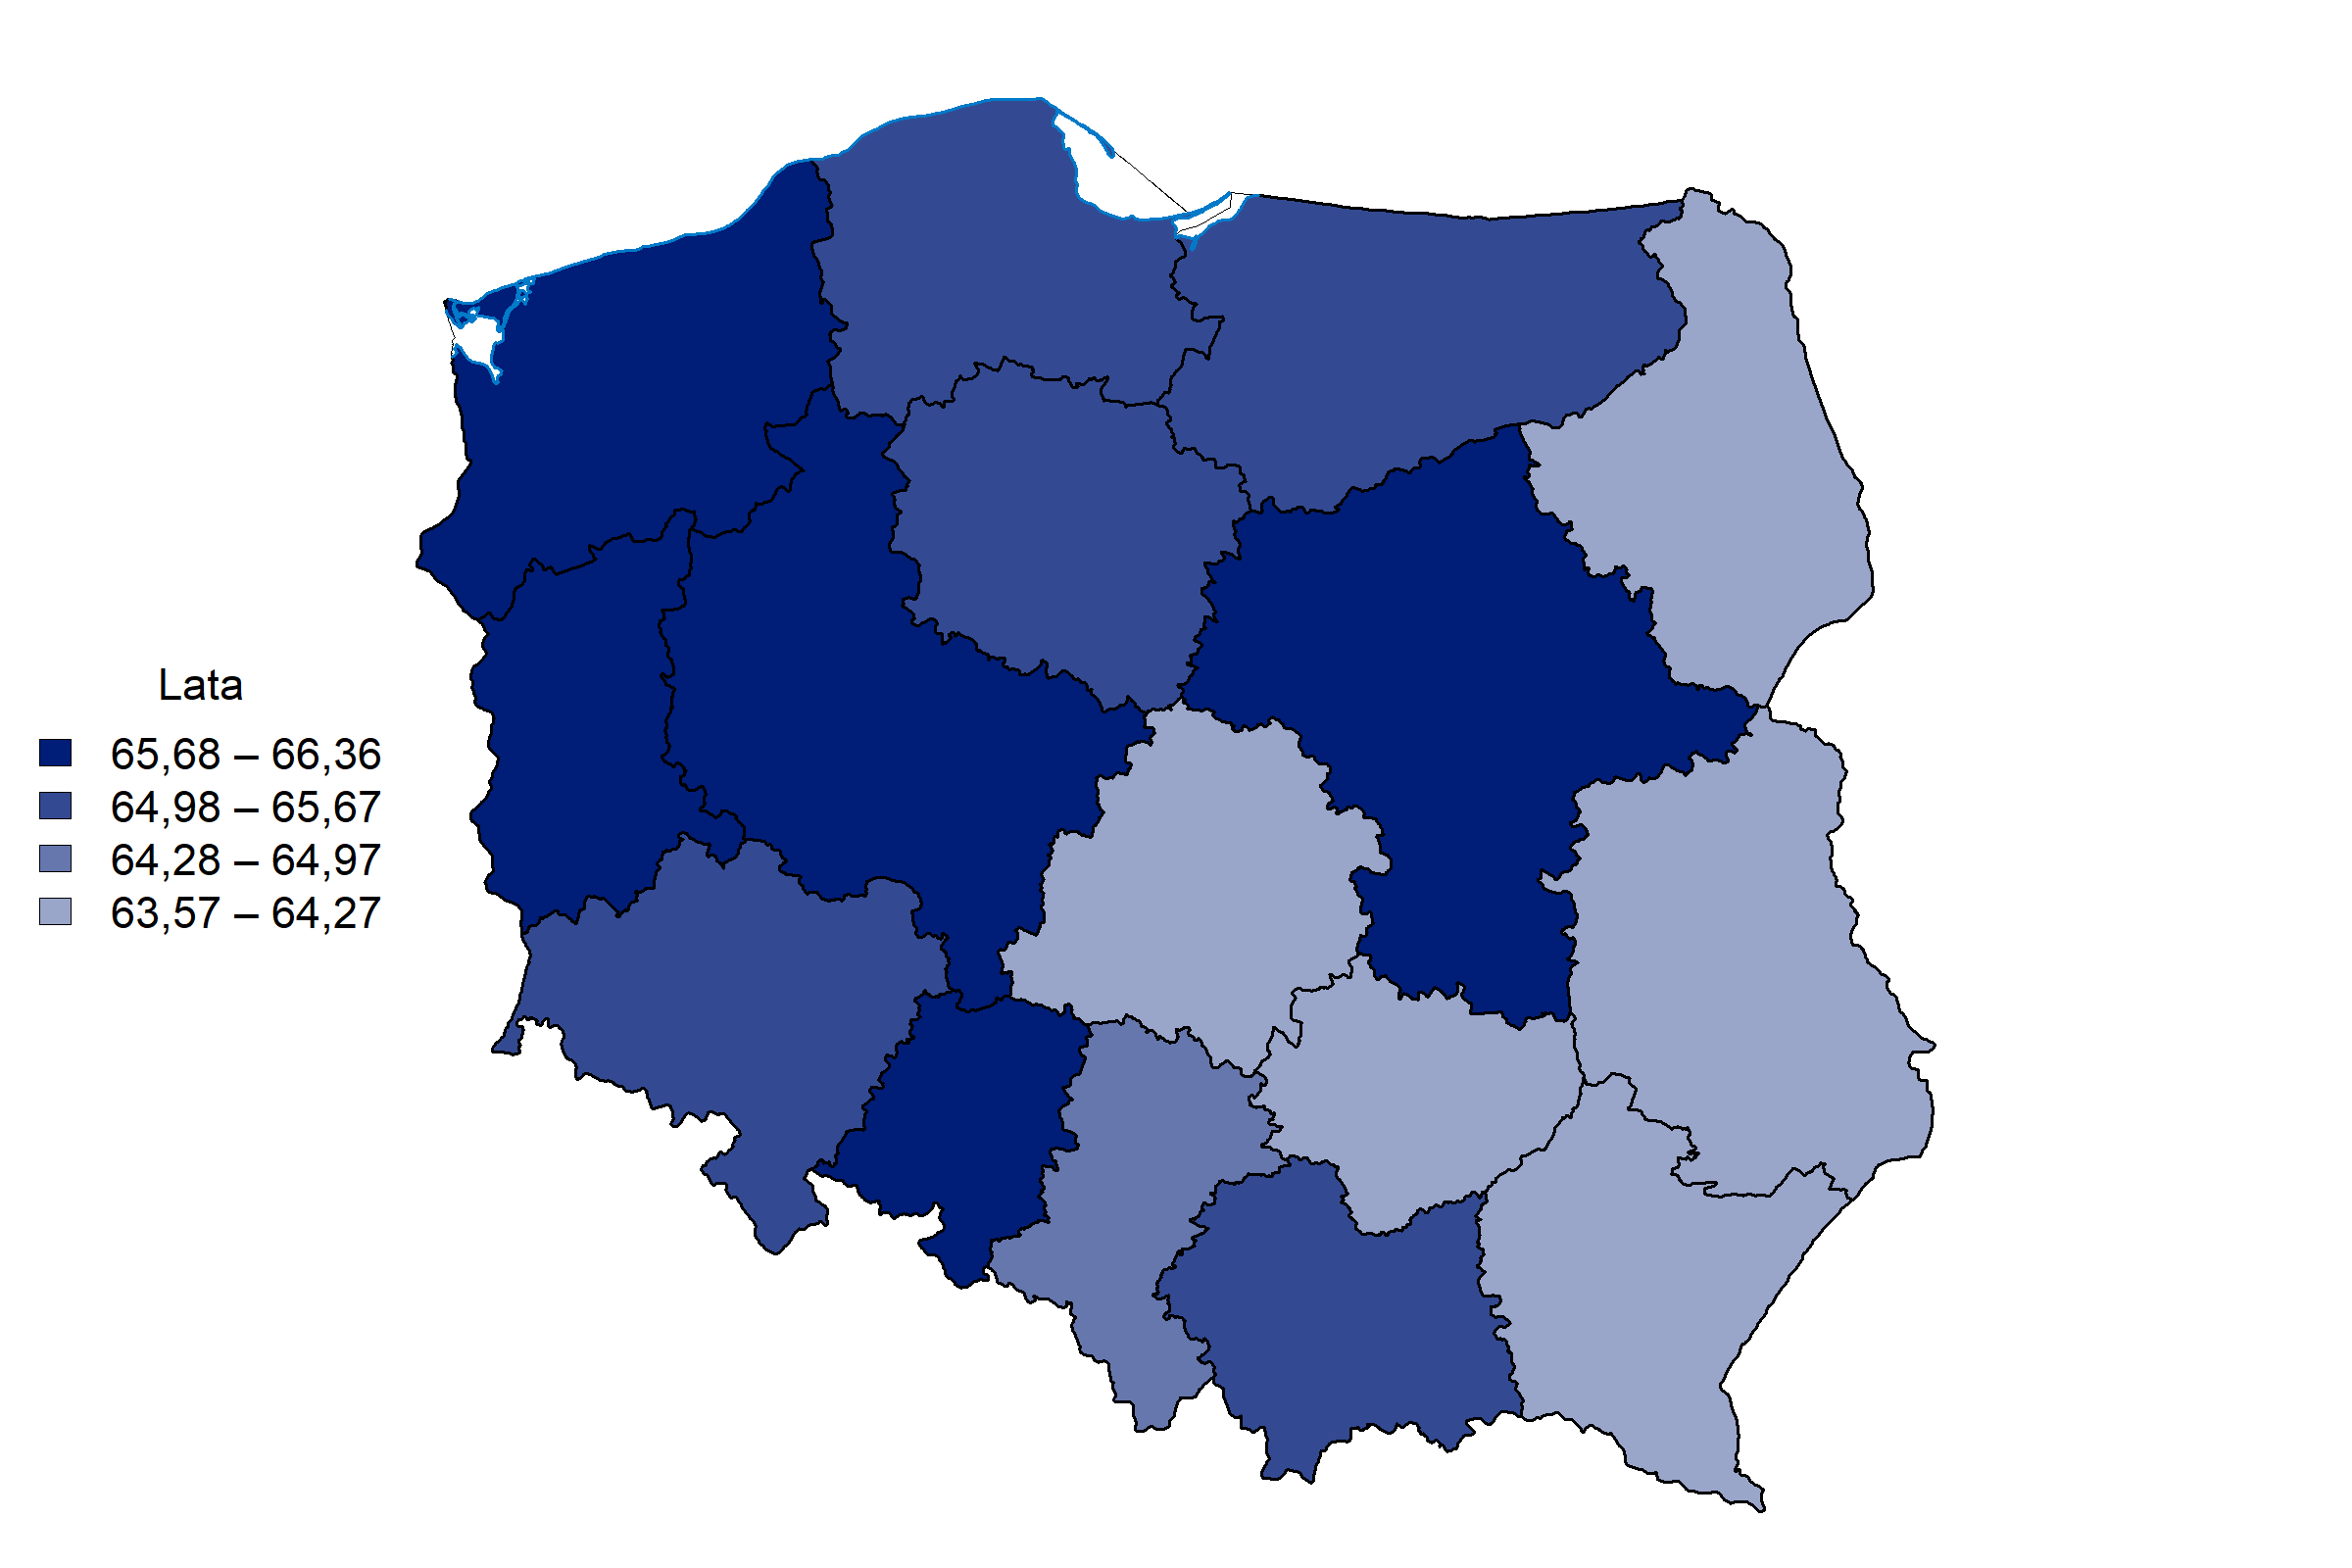 Lata
65,68 – 66,36
64,98 – 65,67
64,28 – 64,97
63,57 – 64,27